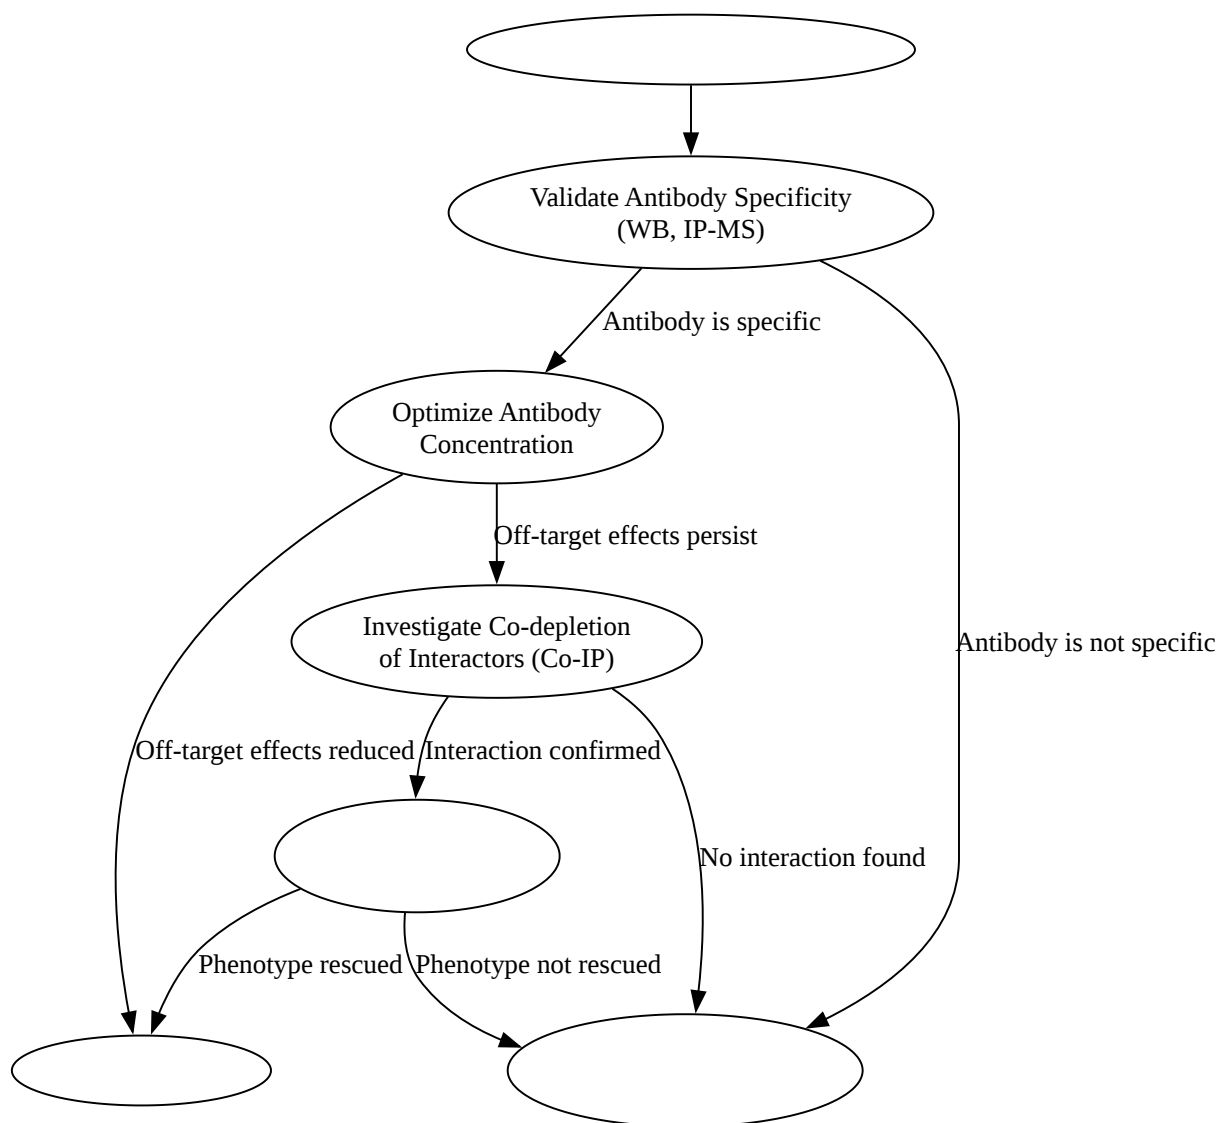 Validate Antibody Specificity
(WB, IP-MS)
Antibody is specific
Optimize Antibody
Concentration
Off-target effects persist
Investigate Co-depletion
of Interactors (Co-IP)
Antibody is not specific
Off-target effects reduced
Interaction confirmed
No interaction found
Phenotype rescued
Phenotype not rescued